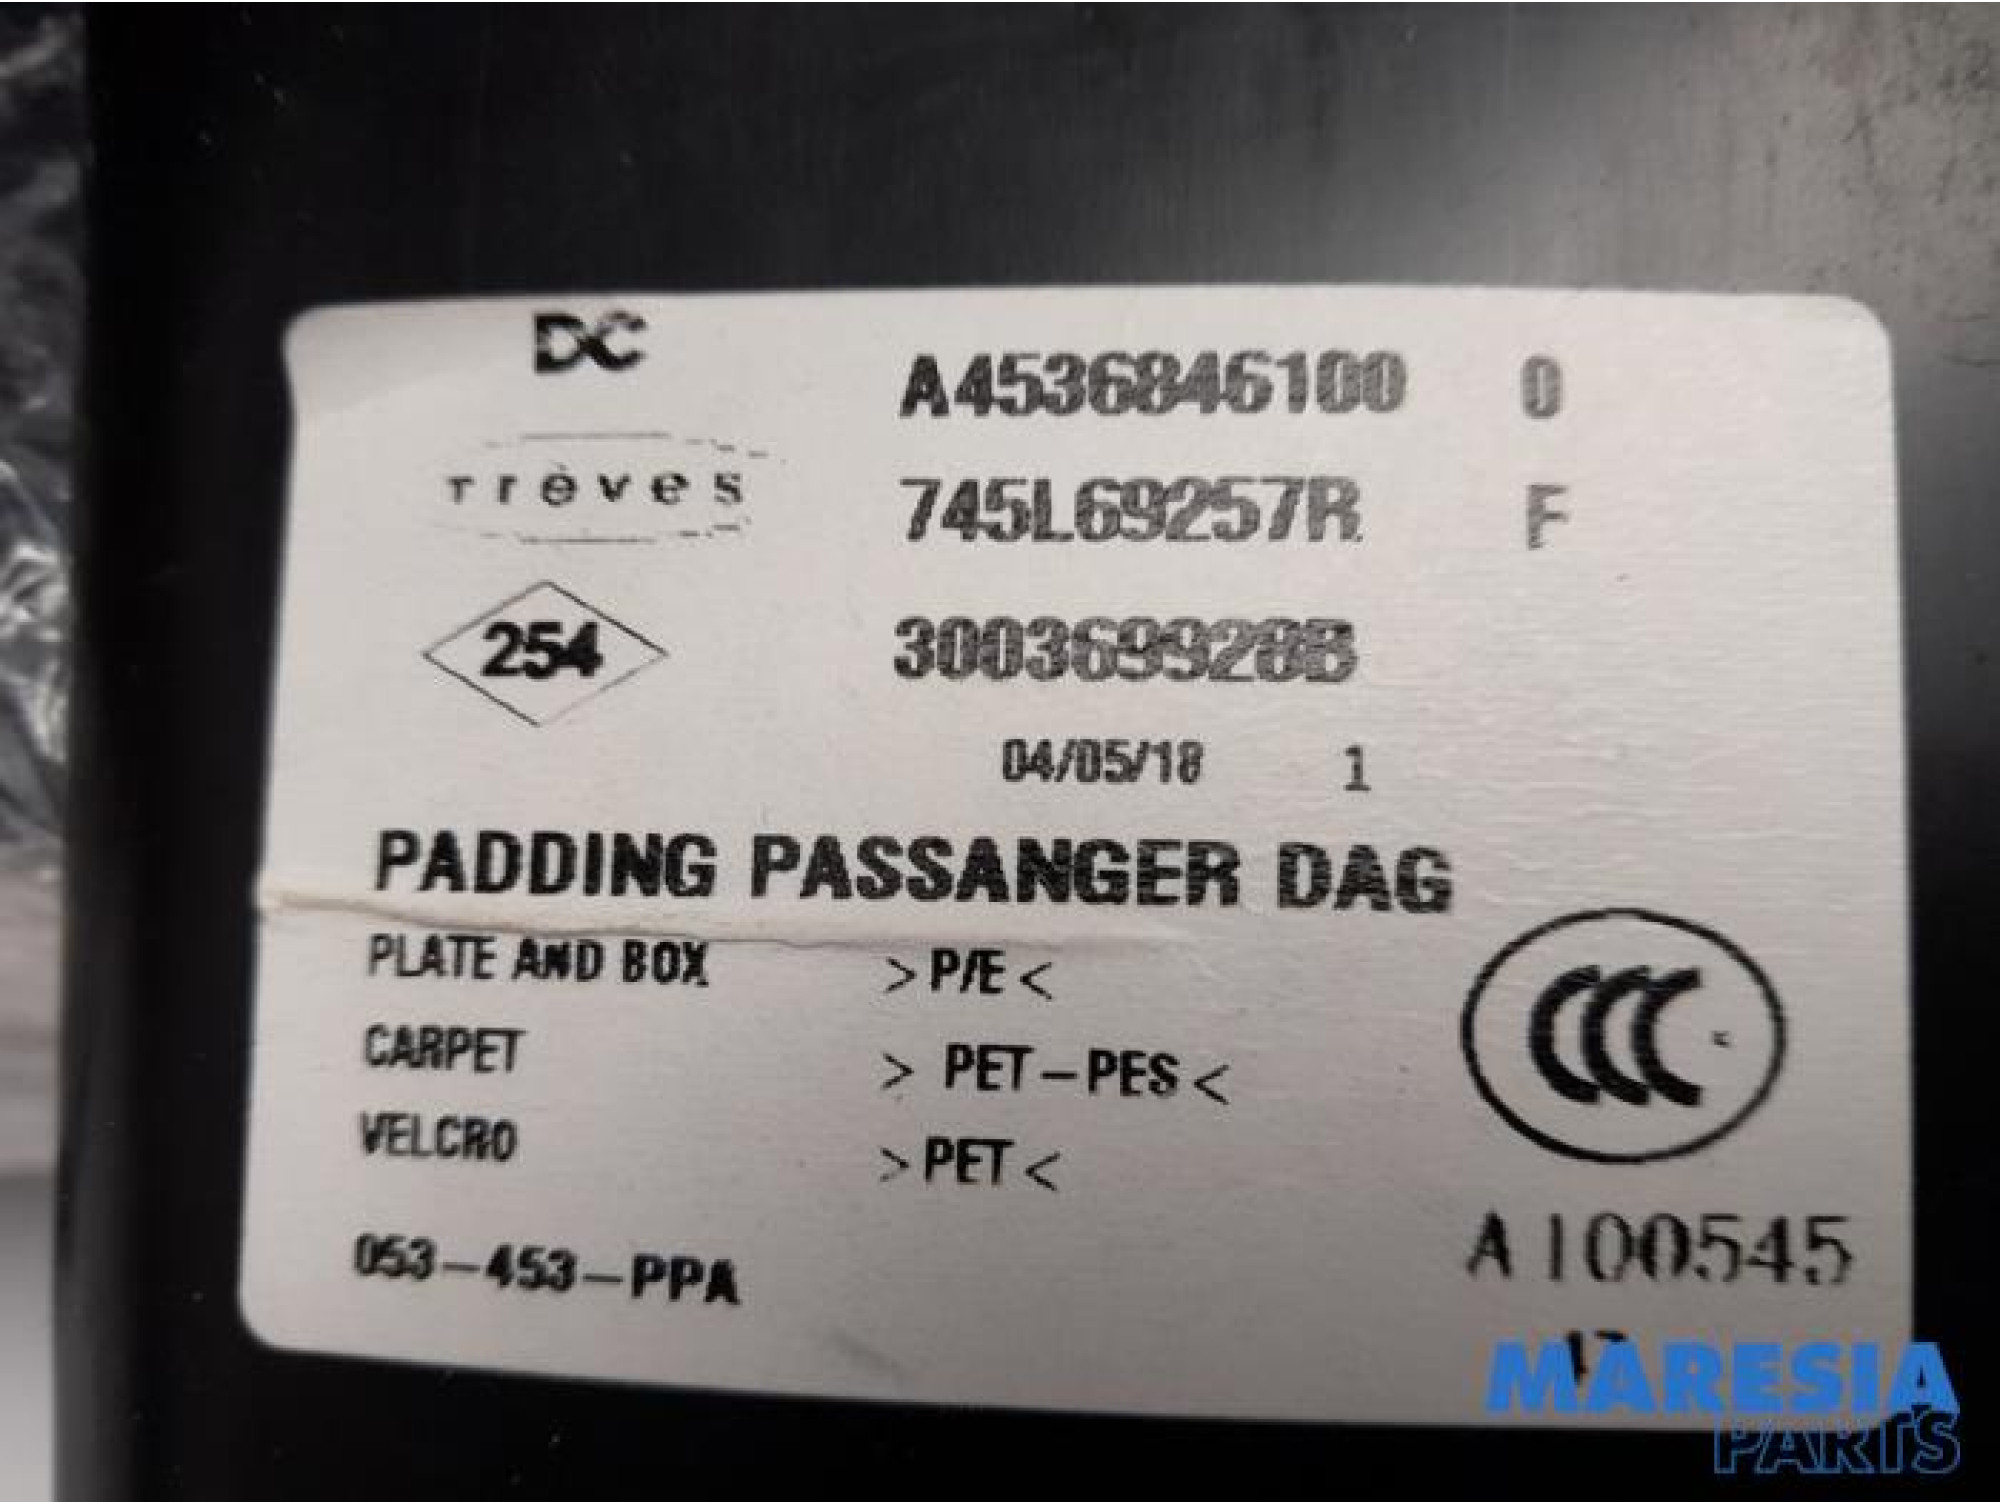 DC
A4536846100 0
Trèves
745L69257R F
254
300369928B
04/05/18 1
PADDING PASSANGER DAG
PLATE AND BOX >P/E<
CARPET > PET-PES <
VELCRO >PET<
CCC
053-453-PPA
A100545
MARESIA
PARTS